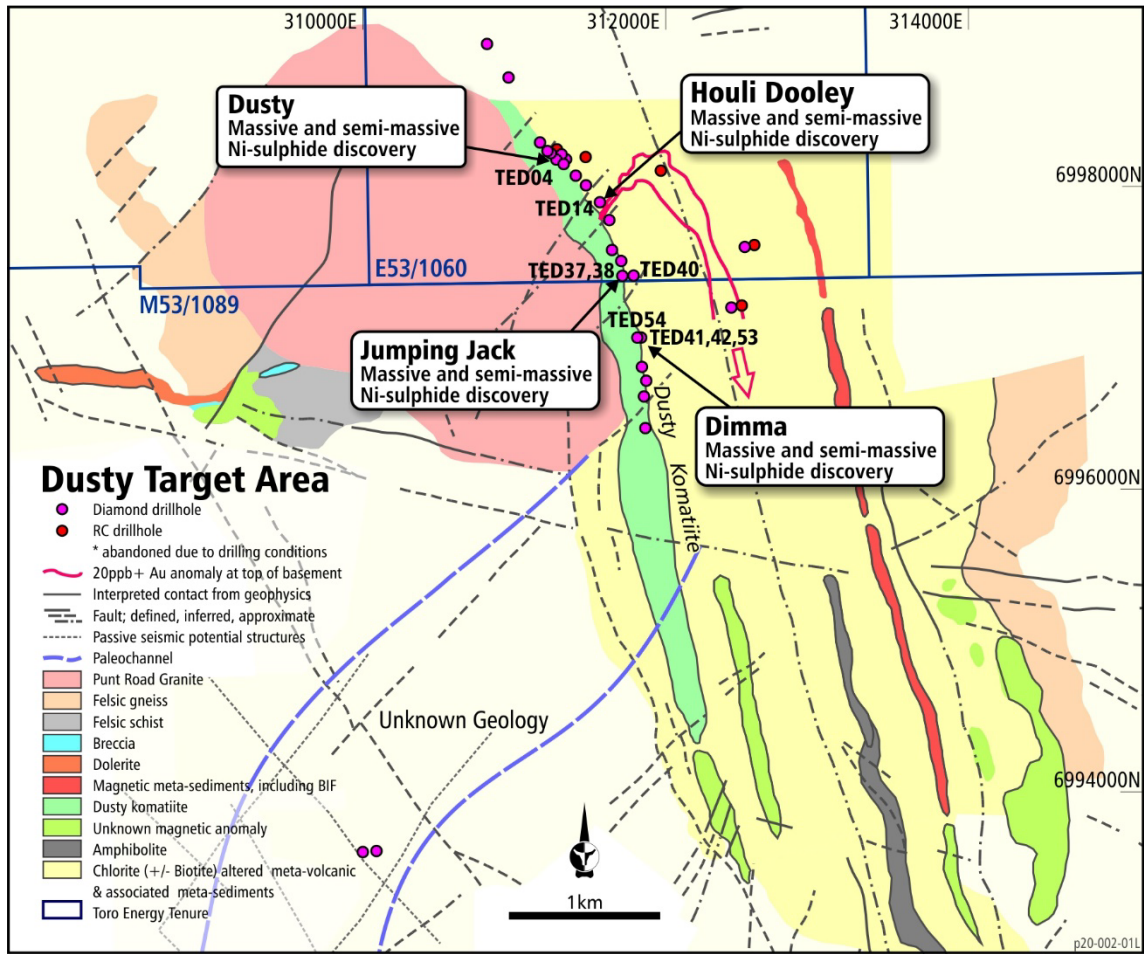 310000E
312000E
314000E
Dusty
Massive and semi-massive
Ni-sulphide discovery
Houli Dooley
Massive and semi-massive
Ni-sulphide discovery
TED04
6998000N
TED14
E53/1060
TED37,38
TED40
M53/1089
TED54
TED41,42,53
Jumping Jack
Massive and semi-massive
Ni-sulphide discovery
Dusty Komatiite
Dimma
Massive and semi-massive
Ni-sulphide discovery
6996000N
Dusty Target Area
Diamond drillhole
RC drillhole
* abandoned due to drilling conditions
20ppb+ Au anomaly at top of basement
Interpreted contact from geophysics
Fault; defined, inferred, approximate
Passive seismic potential structures
Paleochannel
Punt Road Granite
Felsic gneiss
Felsic schist
Breccia
Dolerite
Magnetic meta-sediments, including BIF
Dusty komatiite
Unknown magnetic anomaly
Amphibolite
Chlorite (+/- Biotite) altered meta-volcanic
& associated meta-sediments
Toro Energy Tenure
Unknown Geology
6994000N
1km
p20-002-01L